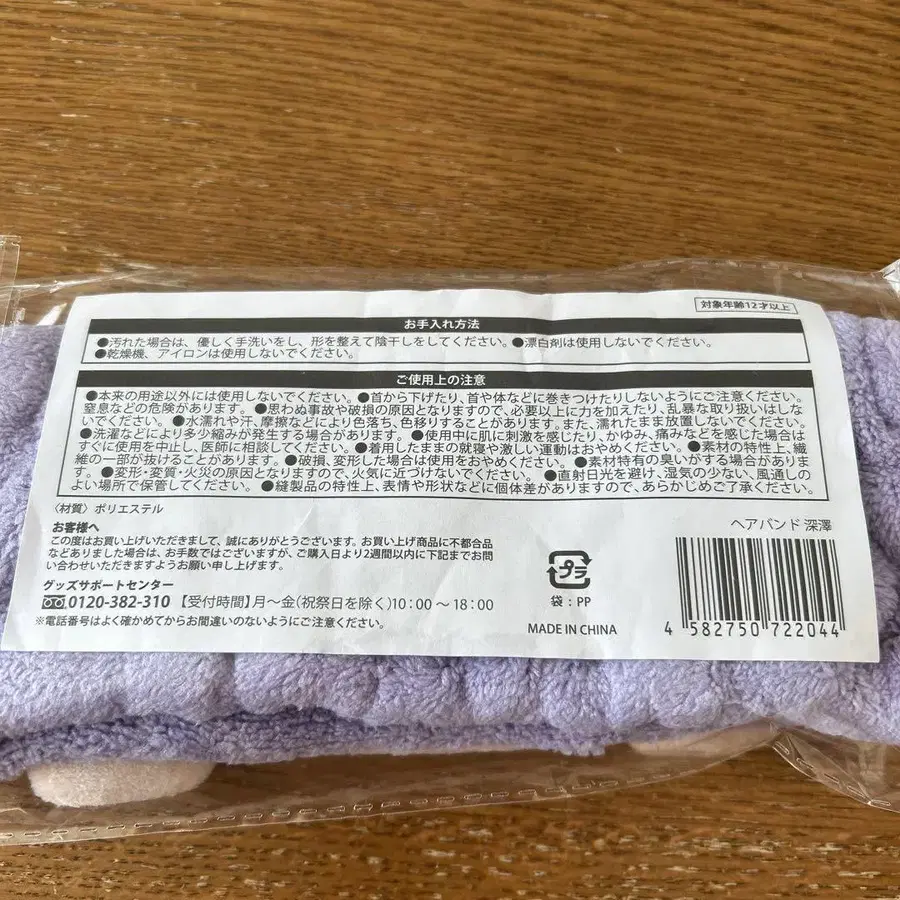 対象年齢12才以上
お手入れ方法
●汚れた場合は、優しく手洗いをし、形を整えて陰干しをしてください。●漂白剤は使用しないでください。
●乾燥機、アイロンは使用しないでください。
ご使用上の注意
●本来の用途以外には使用しないでください。●首から下げたり、首や体などに巻きつけたりしないようにご注意ください。
窒息などの危険があります。●思わぬ事故や破損の原因となりますので、必要以上に力を加えたり、乱暴な取り扱いはしな
いでください。●水濡れや汗、摩擦などにより色落ち、色移りすることがあります。また、濡れたまま放置しないでください。
●洗濯などにより多少縮みが発生する場合があります。●使用中に肌に刺激を感じたり、かゆみ、痛みなどを感じた場合は
すぐに使用を中止し、医師に相談してください。●着用したままの就寝や激しい運動はおやめください。●素材の特性上、繊
維の一部が抜けることがあります。●破損、変形した場合は使用をおやめください。●素材特有の臭いがする場合がありま
す。●変形・変質・火災の原因となりますので、火気に近づけないでください。●直射日光を避け、湿気の少ない、風通しの
よい場所で保管してください。●縫製品の特性上、表情や形状などに個体差がありますので、あらかじめご了承ください。
〈材質〉ポリエステル
お客様へ
この度はお買い上げいただきまして、誠にありがとうございます。お買い上げ商品に不都合品
などありました場合は、お手数ではございますが、ご購入日より2週間以内に下記までお問
い合わせいただきますようお願い申し上げます。
グッズサポートセンター
0120-382-310 【受付時間】月～金(祝祭日を除く)10:00～18:00
※電話番号はよく確かめてからお間違いのないようにご注意ください。
プラ
袋:PP
MADE IN CHINA
ヘアバンド 深澤
4 582750 722044